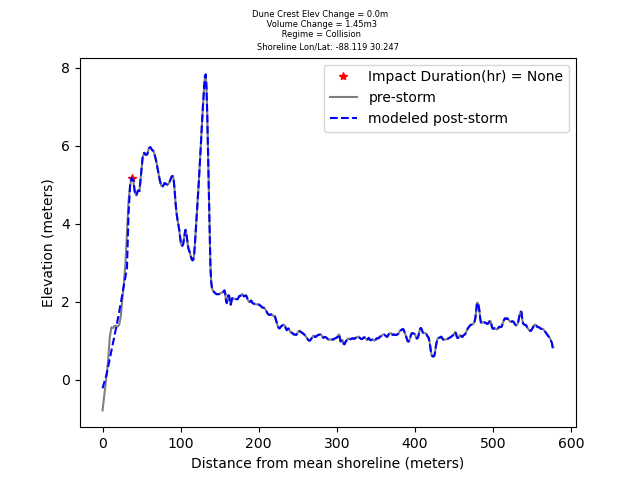 Dune Crest Elev Change = 0.0m
Volume Change = 1.45m3
Regime = Collision
Shoreline Lon/Lat: -88.119 30.247
Impact Duration(hr) = None
pre-storm
modeled post-storm
8
6
4
2
0
Elevation (meters)
0 100 200 300 400 500 600
Distance from mean shoreline (meters)